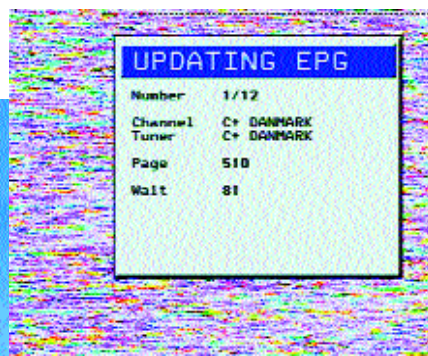 UPDATING EPG
Number 1/12
Channel C+ DANMARK
Tuner C+ DANMARK
Page 510
Wait 81